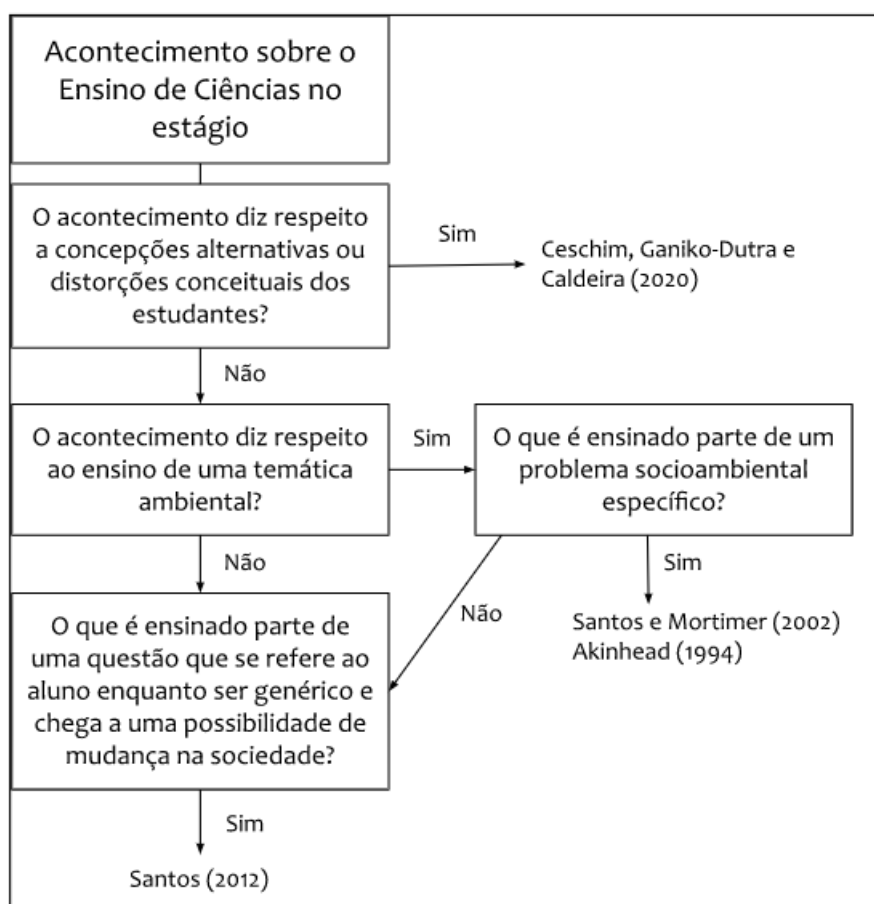 Acontecimento sobre o
Ensino de Ciências no
estágio
O acontecimento diz respeito
a concepções alternativas ou
distorções conceituais dos
estudantes?
Sim
Ceschim, Ganiko-Dutra e
Caldeira (2020)
Não
O acontecimento diz respeito
ao ensino de uma temática
ambiental?
Sim
O que é ensinado parte de um
problema socioambiental
específico?
Não
Sim
Não
Santos e Mortimer (2002)
Akinhead (1994)
O que é ensinado parte de
uma questão que se refere ao
aluno enquanto ser genérico e
chega a uma possibilidade de
mudança na sociedade?
Sim
Santos (2012)